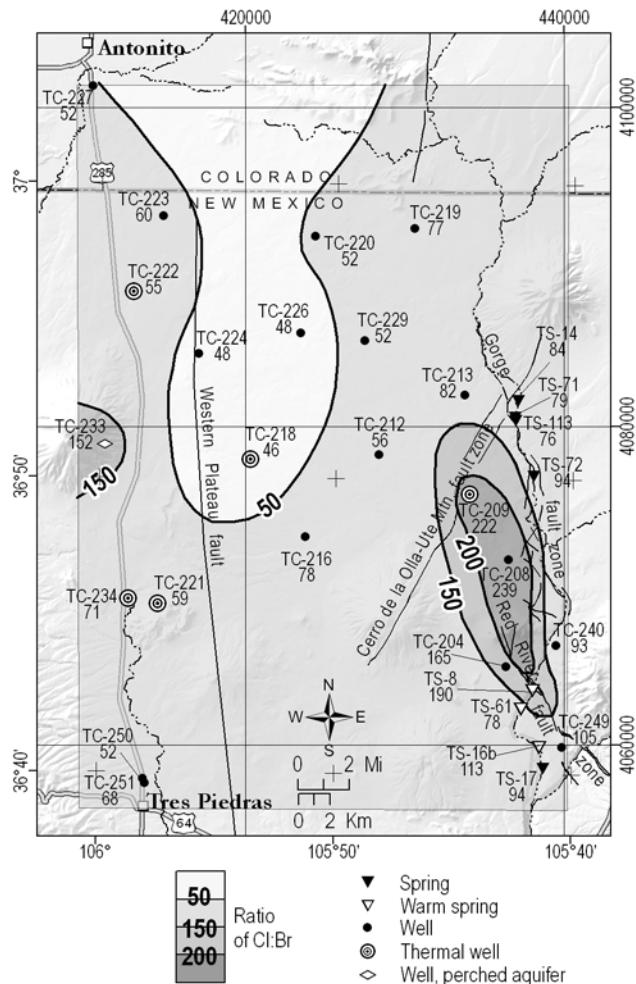 420000
440000
Antonito
TC-227
52
4100000
285
37°
COLORADO
NEW MEXICO
TC-223
60
TC-219
77
TC-220
52
TC-222
55
TC-226
48
TC-229
52
TC-224
48
Gorge
TS-14
84
TC-213
82
TS-71
79
TS-113
76
TC-233
152
150
Western Plateau fault
TC-218
46
TC-212
56
4080000
36°50'
50
TS-72
94
Cerro de la Olla-Ute Mtn fault zone
TC-209
222
TC-216
78
200
150
TC-208
239
fault zone
TC-234
71
TC-221
59
Red River fault zone
TC-240
93
TC-204
165
TS-8
190
TS-61
78
TC-249
105
N
W
E
S
TC-250
52
TS-16b
113
4060000
36°40'
0 2 Mi
TS-17
94
TC-251
68
Tres Piedras
64
0 2 Km
106°
105°50'
105°40'
50
150
200
Ratio
of Cl:Br
Spring
Warm spring
Well
Thermal well
Well, perched aquifer